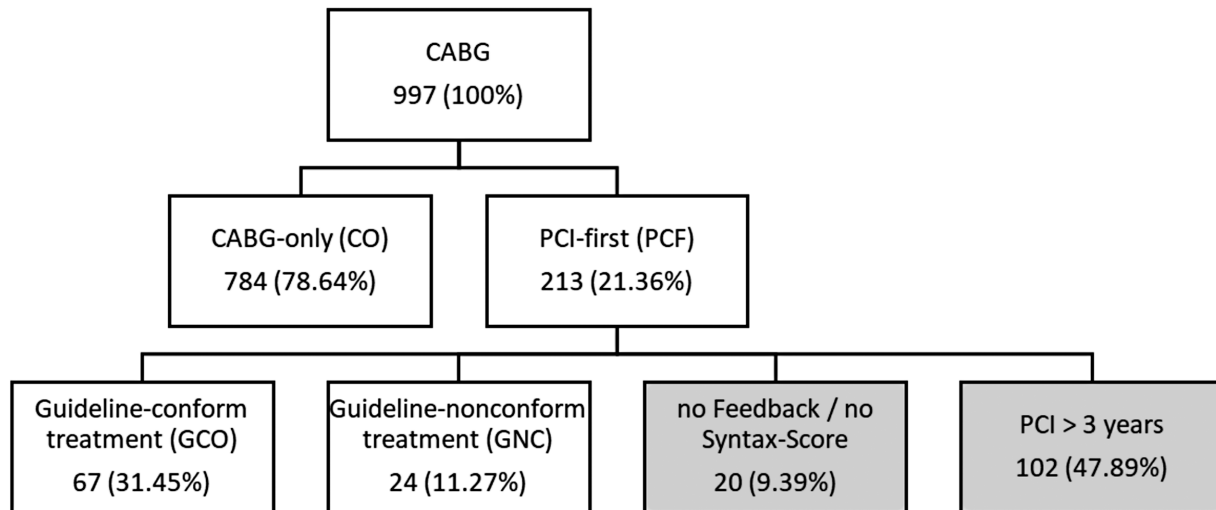 CABG
997 (100%)
CABG-only (CO)
784 (78.64%)
PCI-first (PCF)
213 (21.36%)
Guideline-conform
treatment (GCO)
67 (31.45%)
Guideline-nonconform
treatment (GNC)
24 (11.27%)
no Feedback / no
Syntax-Score
20 (9.39%)
PCI > 3 years
102 (47.89%)